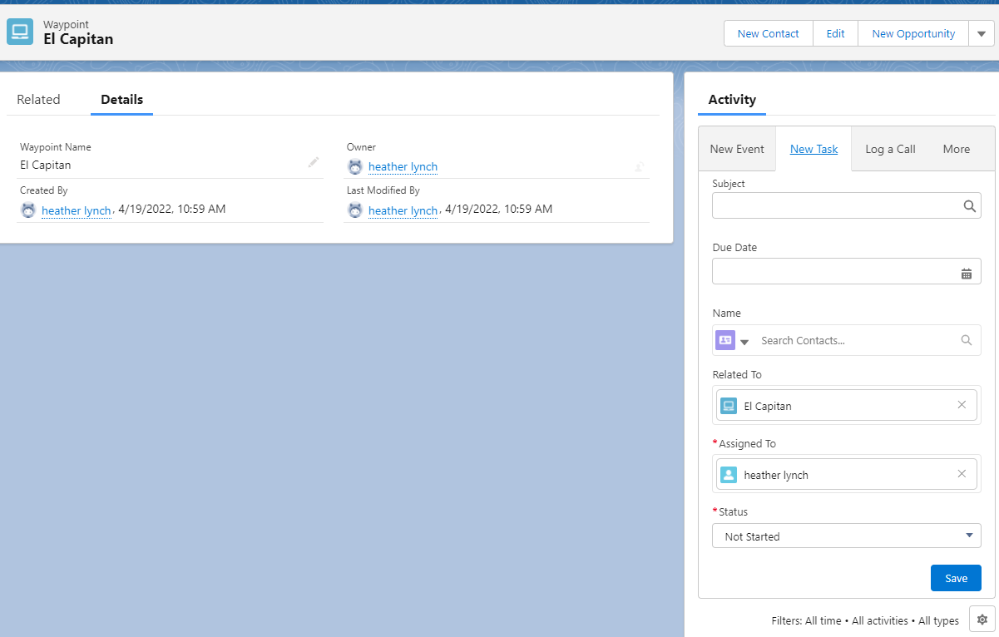 Waypoint
El Capitan
New Contact
Edit
New Opportunity
Related
Details
Waypoint Name
El Capitan
Owner
heather lynch
Created By
heather lynch, 4/19/2022, 10:59 AM
Last Modified By
heather lynch, 4/19/2022, 10:59 AM
Activity
New Event
New Task
Log a Call
More
Subject
Due Date
Name
Search Contacts...
Related To
El Capitan
*Assigned To
heather lynch
*Status
Not Started
Save
Filters: All time • All activities • All types